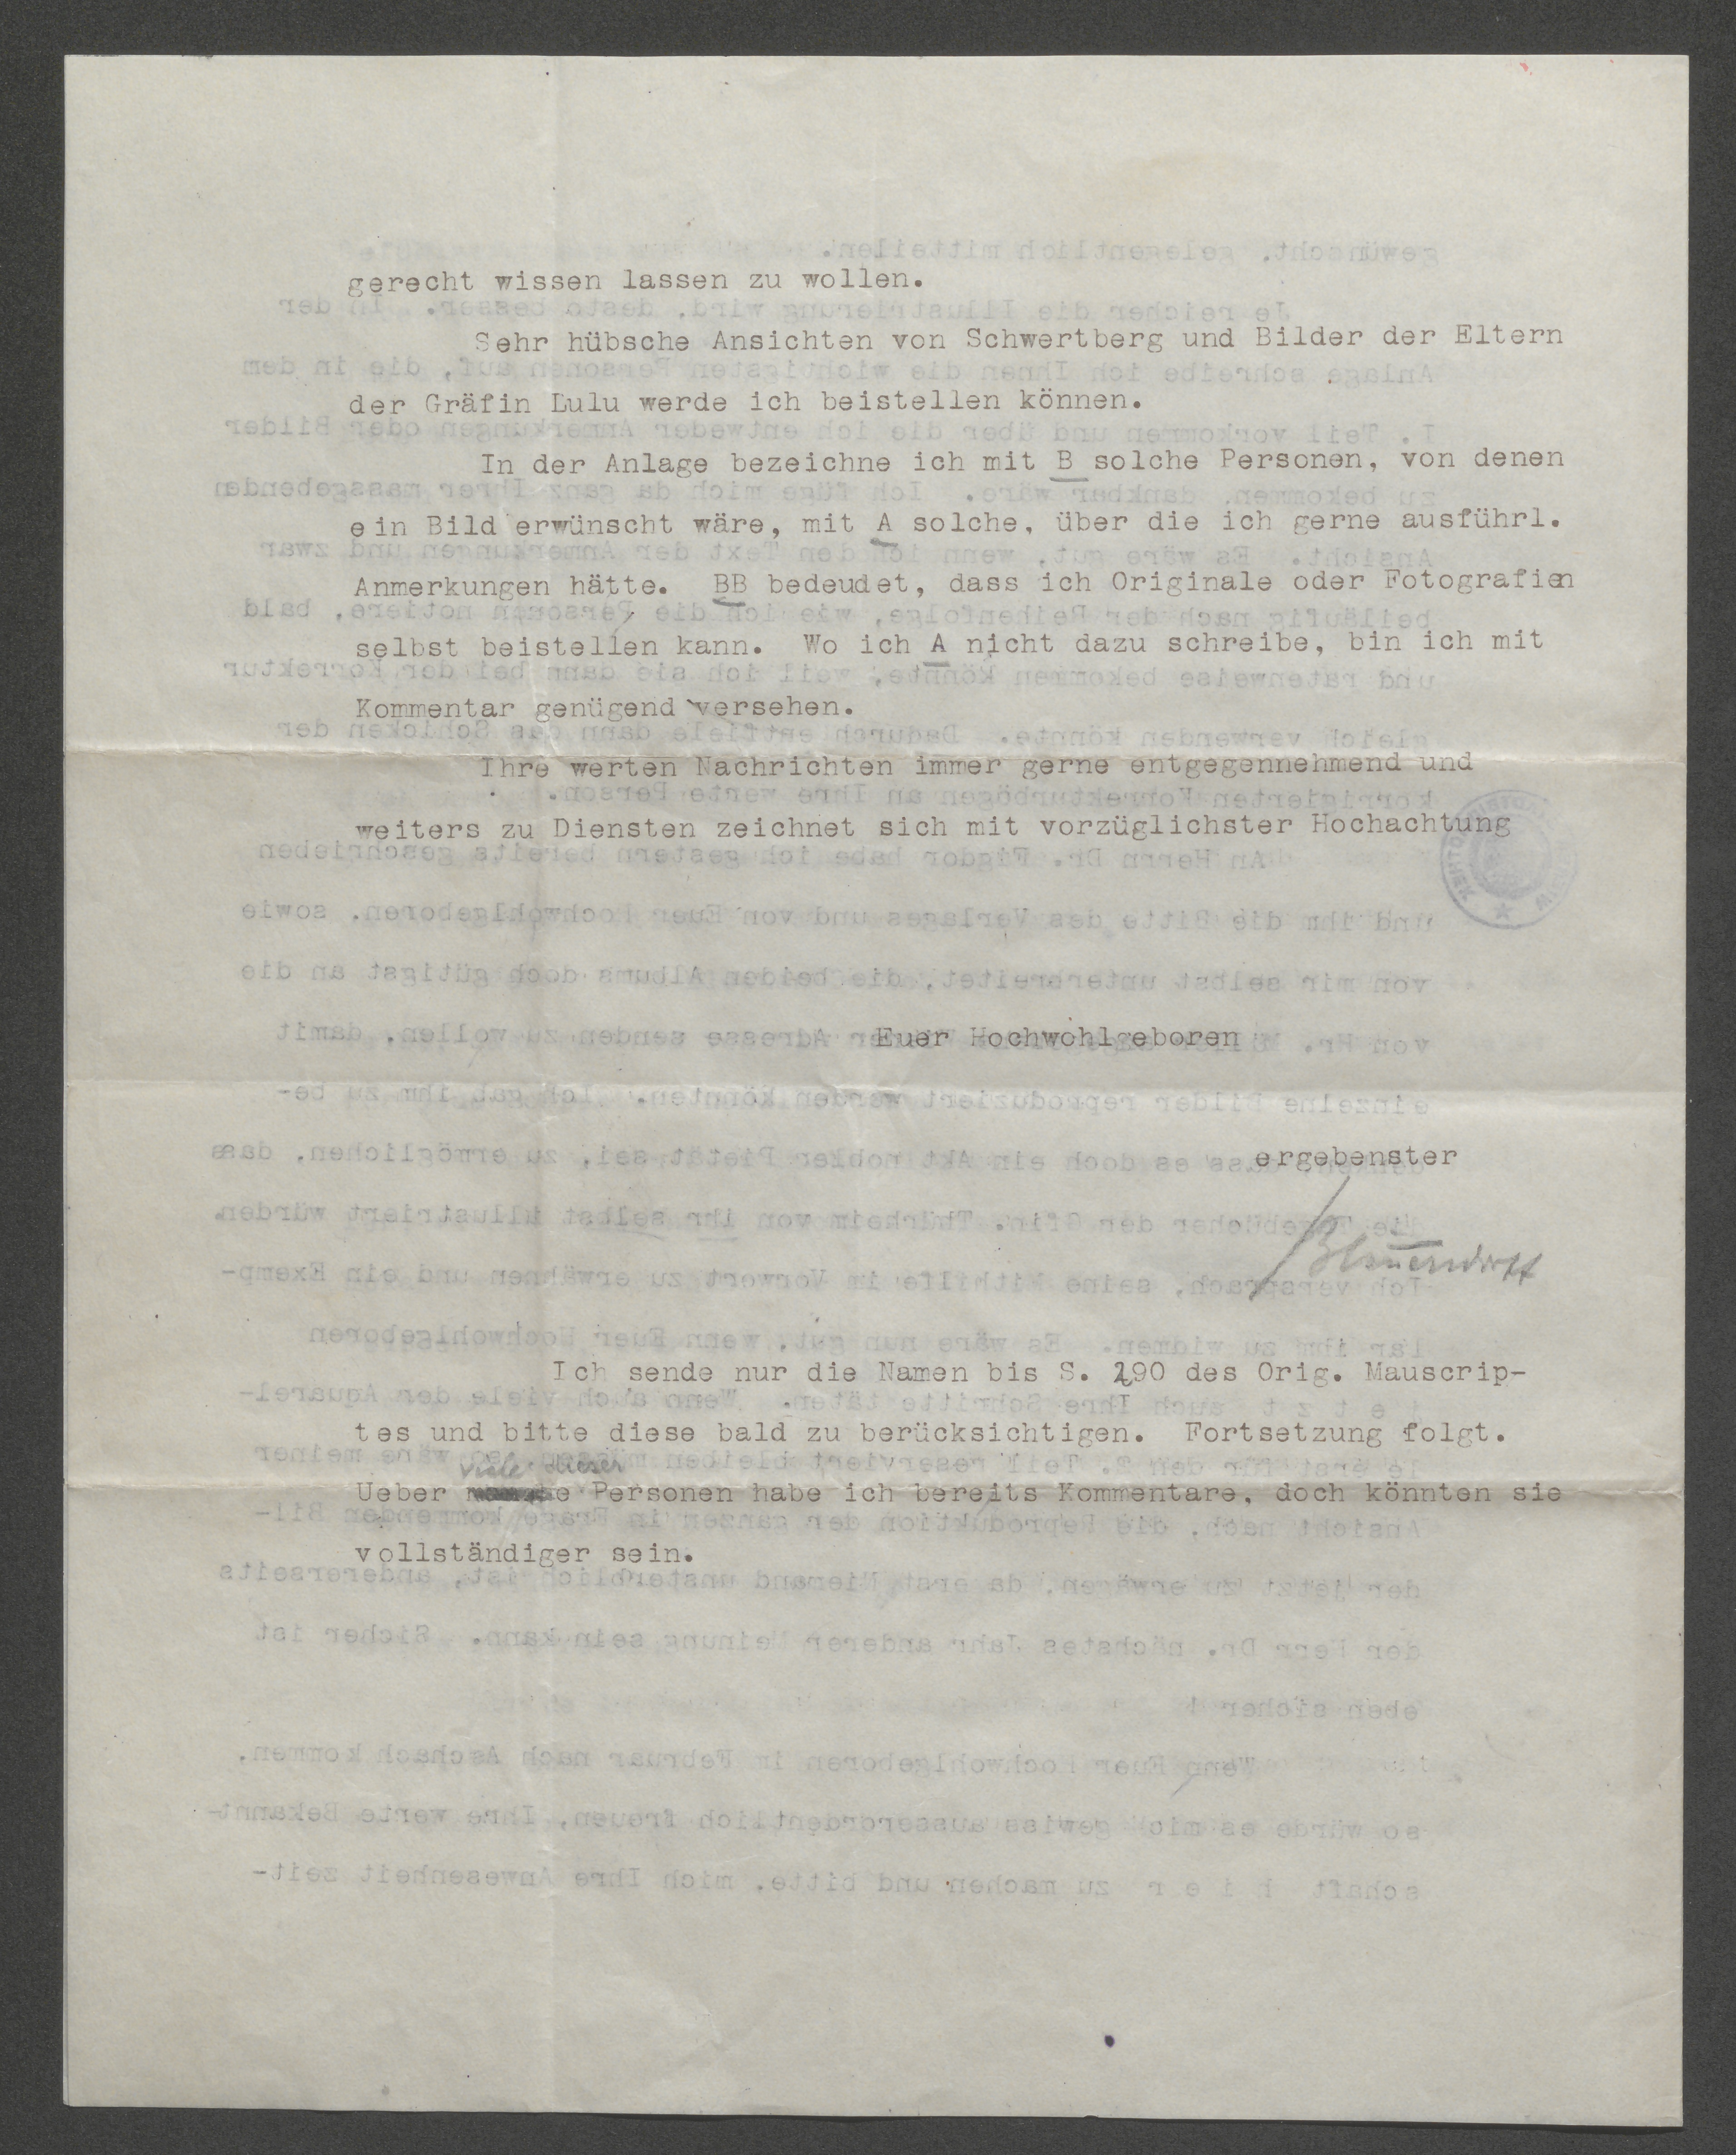 gerecht wissen lassen zu wollen.
Sehr hübsche Ansichten von Schwertberg und Bilder der Eltern
der Gräfin Lulu werde ich beistellen können.
In der Anlage bezeichne ich mit B solche Personen, von denen
ein Bild erwünscht wäre, mit A solche, über die ich gerne ausführl.
Anmerkungen hätte. BB bedeudet, dass ich Originale oder Fotografien
selbst beistellen kann. Wo ich A nicht dazu schreibe, bin ich mit
Kommentar genügend versehen.
Ihre werten Nachrichten immer gerne entgegennehmend und
weiters zu Diensten zeichnet sich mit vorzüglichster Hochachtung
Euer Hochwohlgeboren
ergebenster
Ich sende nur die Namen bis S. 290 des Orig. Mauscrip-
tes und bitte diese bald zu berücksichtigen. Fortsetzung folgt.
viele dieser
Ueber Personen habe ich bereits Kommentare, doch könnten sie
vollständiger sein.